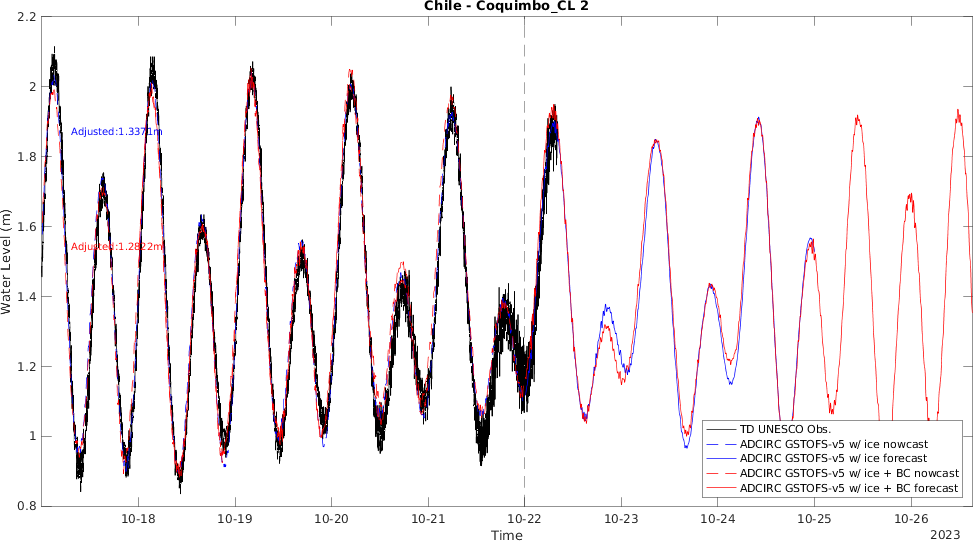 Chile - Coquimbo_CL 2
Water Level (m)
2.2
2
1.8
1.6
1.4
1.2
1
0.8
Adjusted:1.3371m
Adjusted:1.2822m
TD UNESCO Obs.
ADCIRC GSTOFS-v5 w/ ice nowcast
ADCIRC GSTOFS-v5 w/ ice forecast
ADCIRC GSTOFS-v5 w/ ice + BC nowcast
ADCIRC GSTOFS-v5 w/ ice + BC forecast
10-18 10-19 10-20 10-21 10-22 10-23 10-24 10-25 10-26
Time
2023